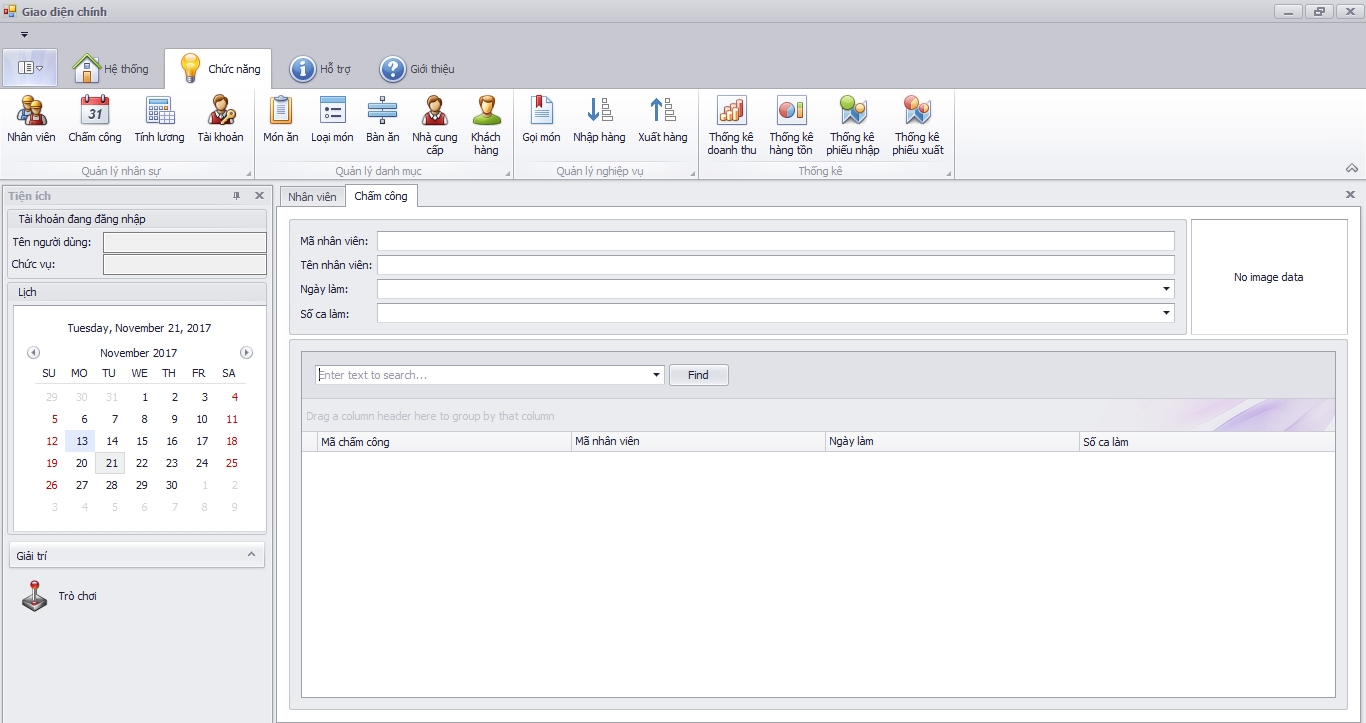 Giao diện chính
Hệ thống
Chức năng
Hỗ trợ
Giới thiệu
Nhân viên
Chấm công
Tính lương
Tài khoản
Món ăn
Loại món
Bàn ăn
Nhà cung
cấp
Khách
hàng
Gọi món
Nhập hàng
Xuất hàng
Thống kê
doanh thu
Thống kê
hàng tồn
Thống kê
phiếu nhập
Thống kê
phiếu xuất
31
Quản lý nhân sự
Quản lý danh mục
Quản lý nghiệp vụ
Thống kê
Tiện ích
Tài khoản đang đăng nhập
Tên người dùng:
Chức vụ:
Lịch
Tuesday, November 21, 2017
November 2017
SU MO TU WE TH FR SA
29 30 31 1 2 3 4
5 6 7 8 9 10 11
12 13 14 15 16 17 18
19 20 21 22 23 24 25
26 27 28 29 30 1 2
3 4 5 6 7 8 9
Giải trí
Trò chơi
Nhân viên
Chấm công
Mã nhân viên:
Tên nhân viên:
Ngày làm:
Số ca làm:
No image data
Enter text to search...
Find
Drag a column header here to group by that column
Mã chấm công
Mã nhân viên
Ngày làm
Số ca làm